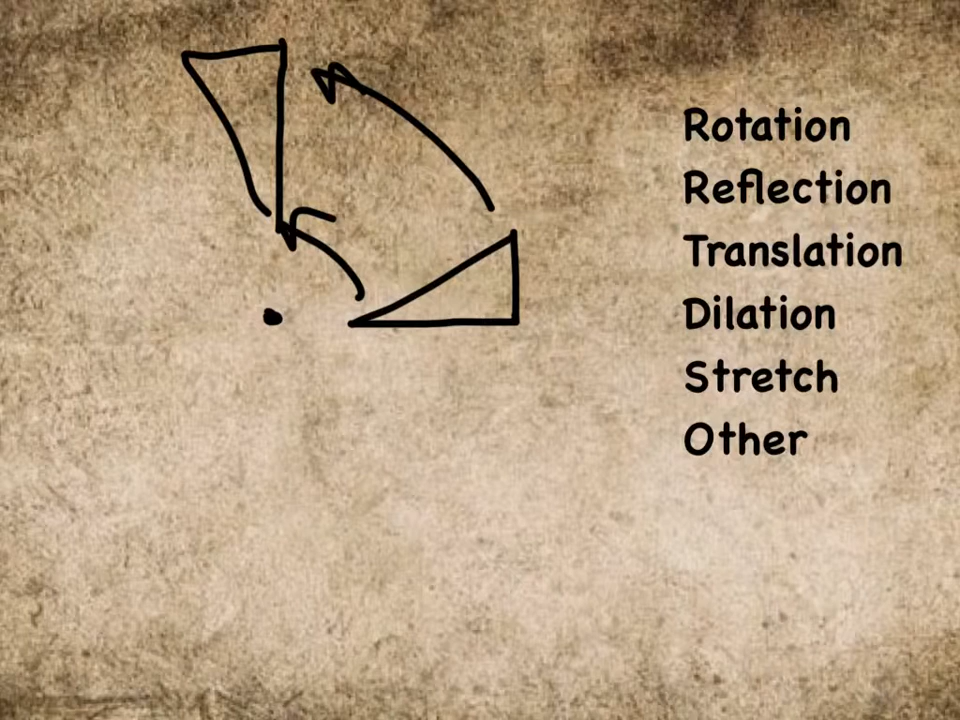 Rotation
Reflection
Translation
Dilation
Stretch
Other